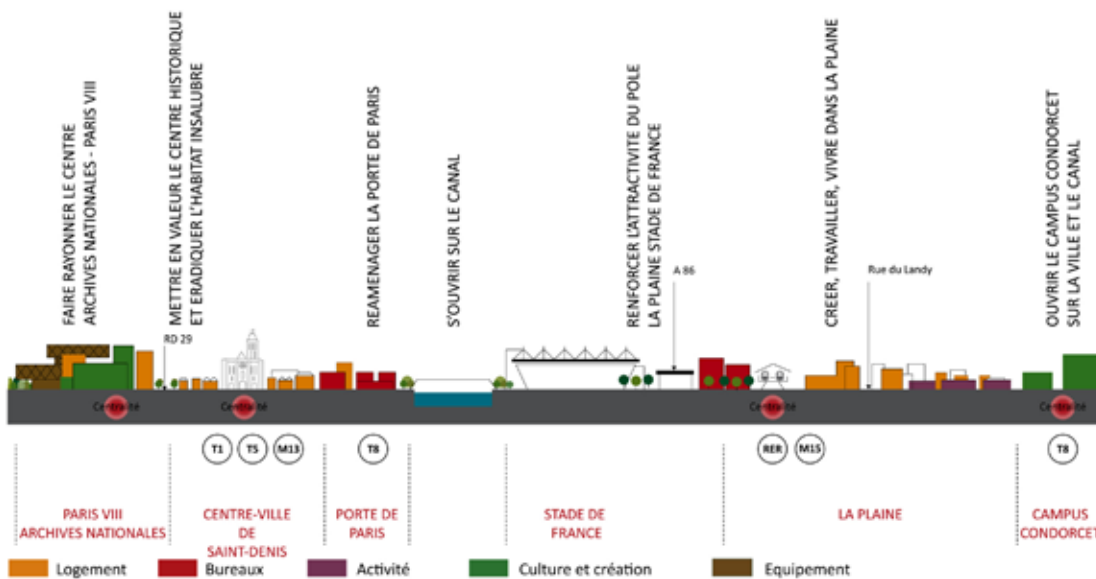 FAIRE RAYONNER LE CENTRE
ARCHIVES NATIONALES - PARIS VIII
METTRE EN VALEUR LE CENTRE HISTORIQUE
ET ERADIQUER L'HABITAT INSALUBRE
REAMENAGER LA PORTE DE PARIS
S'OUVRIR SUR LE CANAL
RENFORCER L'ATTRACTIVITE DU POLE
LA PLAINE STADE DE FRANCE
CREER, TRAVAILLER, VIVRE DANS LA PLAINE
OUVRIR LE CAMPUS CONDORCET
SUR LA VILLE ET LE CANAL
RD 29
A 86
Rue du Landy
Centralité
Centralité
Centralité
Centralité
T1
T5
M13
T8
RER
M15
T8
PARIS VIII
ARCHIVES NATIONALES
CENTRE-VILLE
DE
SAINT-DENIS
PORTE DE
PARIS
STADE DE
FRANCE
LA PLAINE
CAMPUS
CONDORCET
Logement
Bureaux
Activité
Culture et création
Equipement